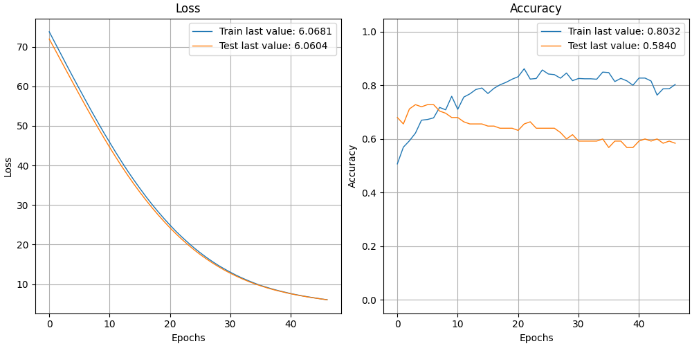 Loss
Train last value: 6.0681
Test last value: 6.0604
70
60
50
40
30
20
10
Loss
0 10 20 30 40
Epochs
Accuracy
Train last value: 0.8032
Test last value: 0.5840
1.0
0.8
0.6
0.4
0.2
0.0
Accuracy
0 10 20 30 40
Epochs